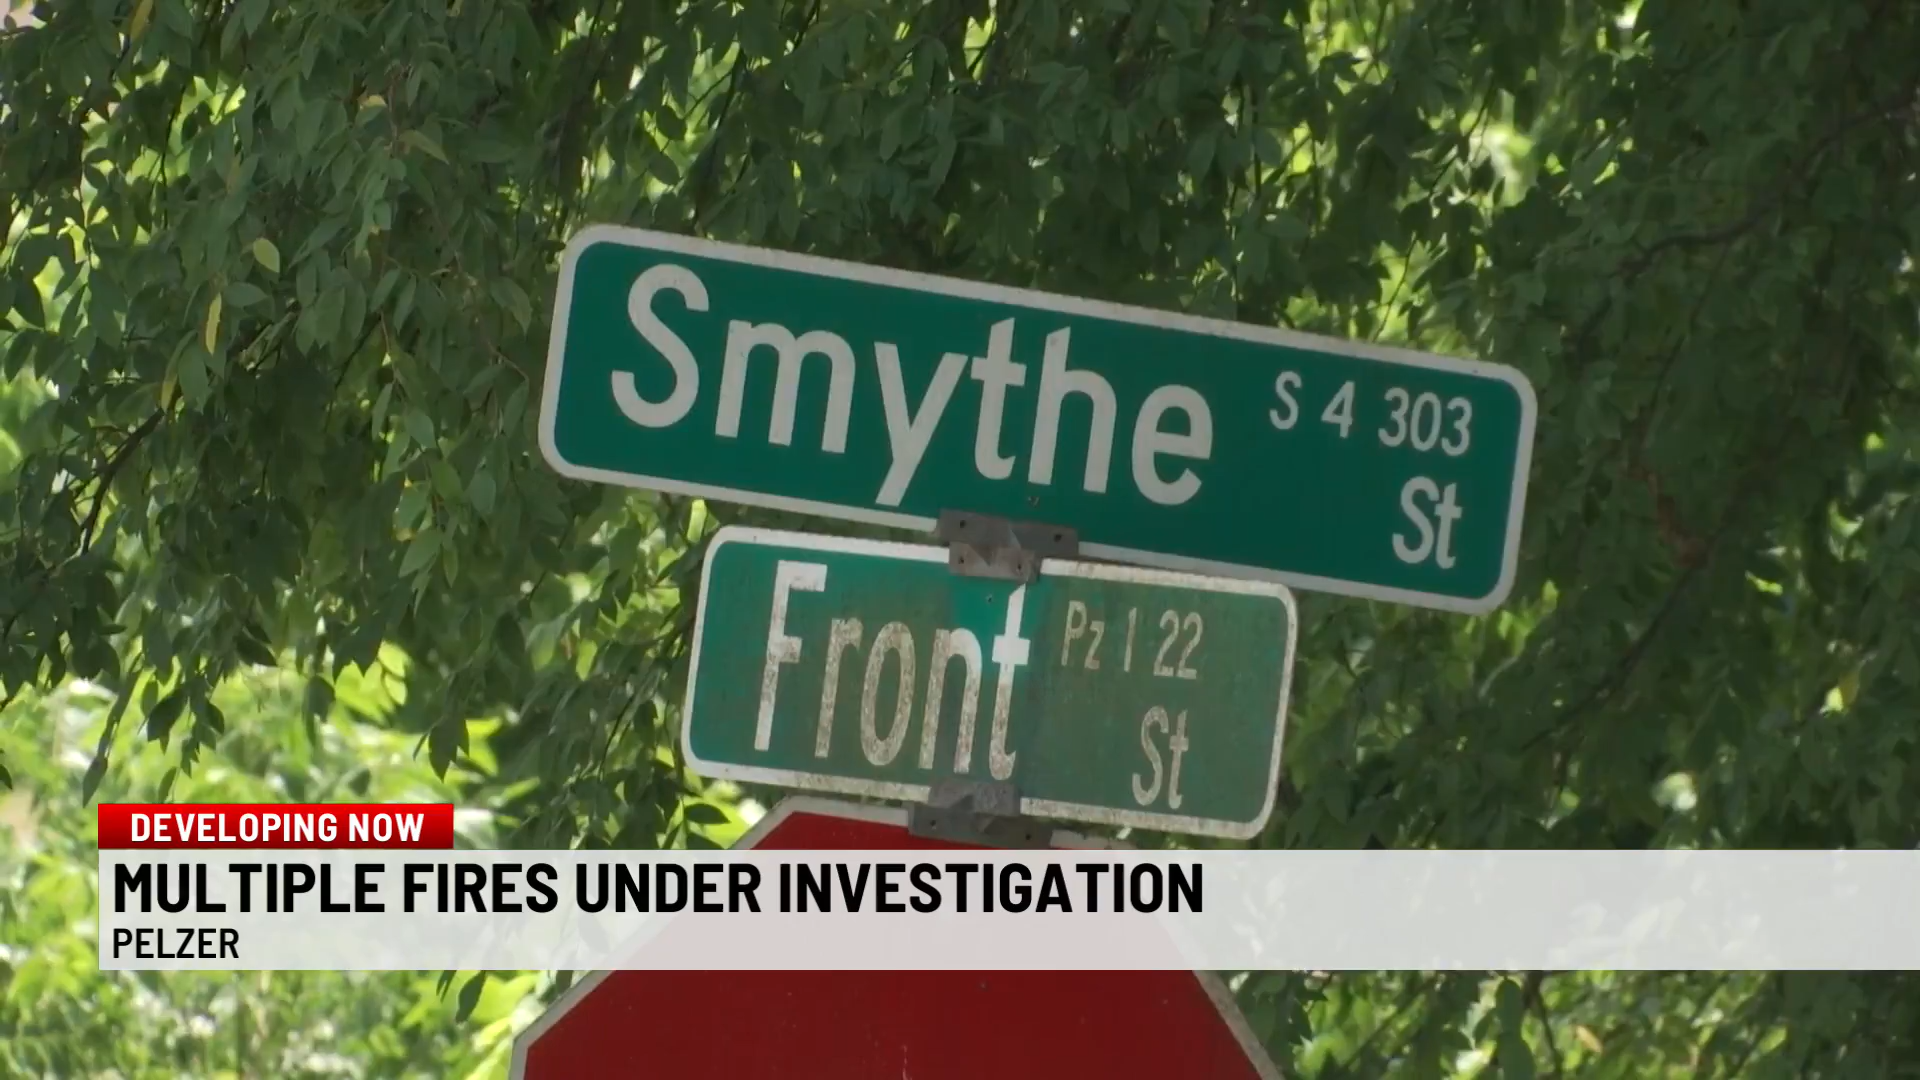 Smythe S 4 303
St
Front Pz 1 22
St
DEVELOPING NOW
MULTIPLE FIRES UNDER INVESTIGATION
PELZER